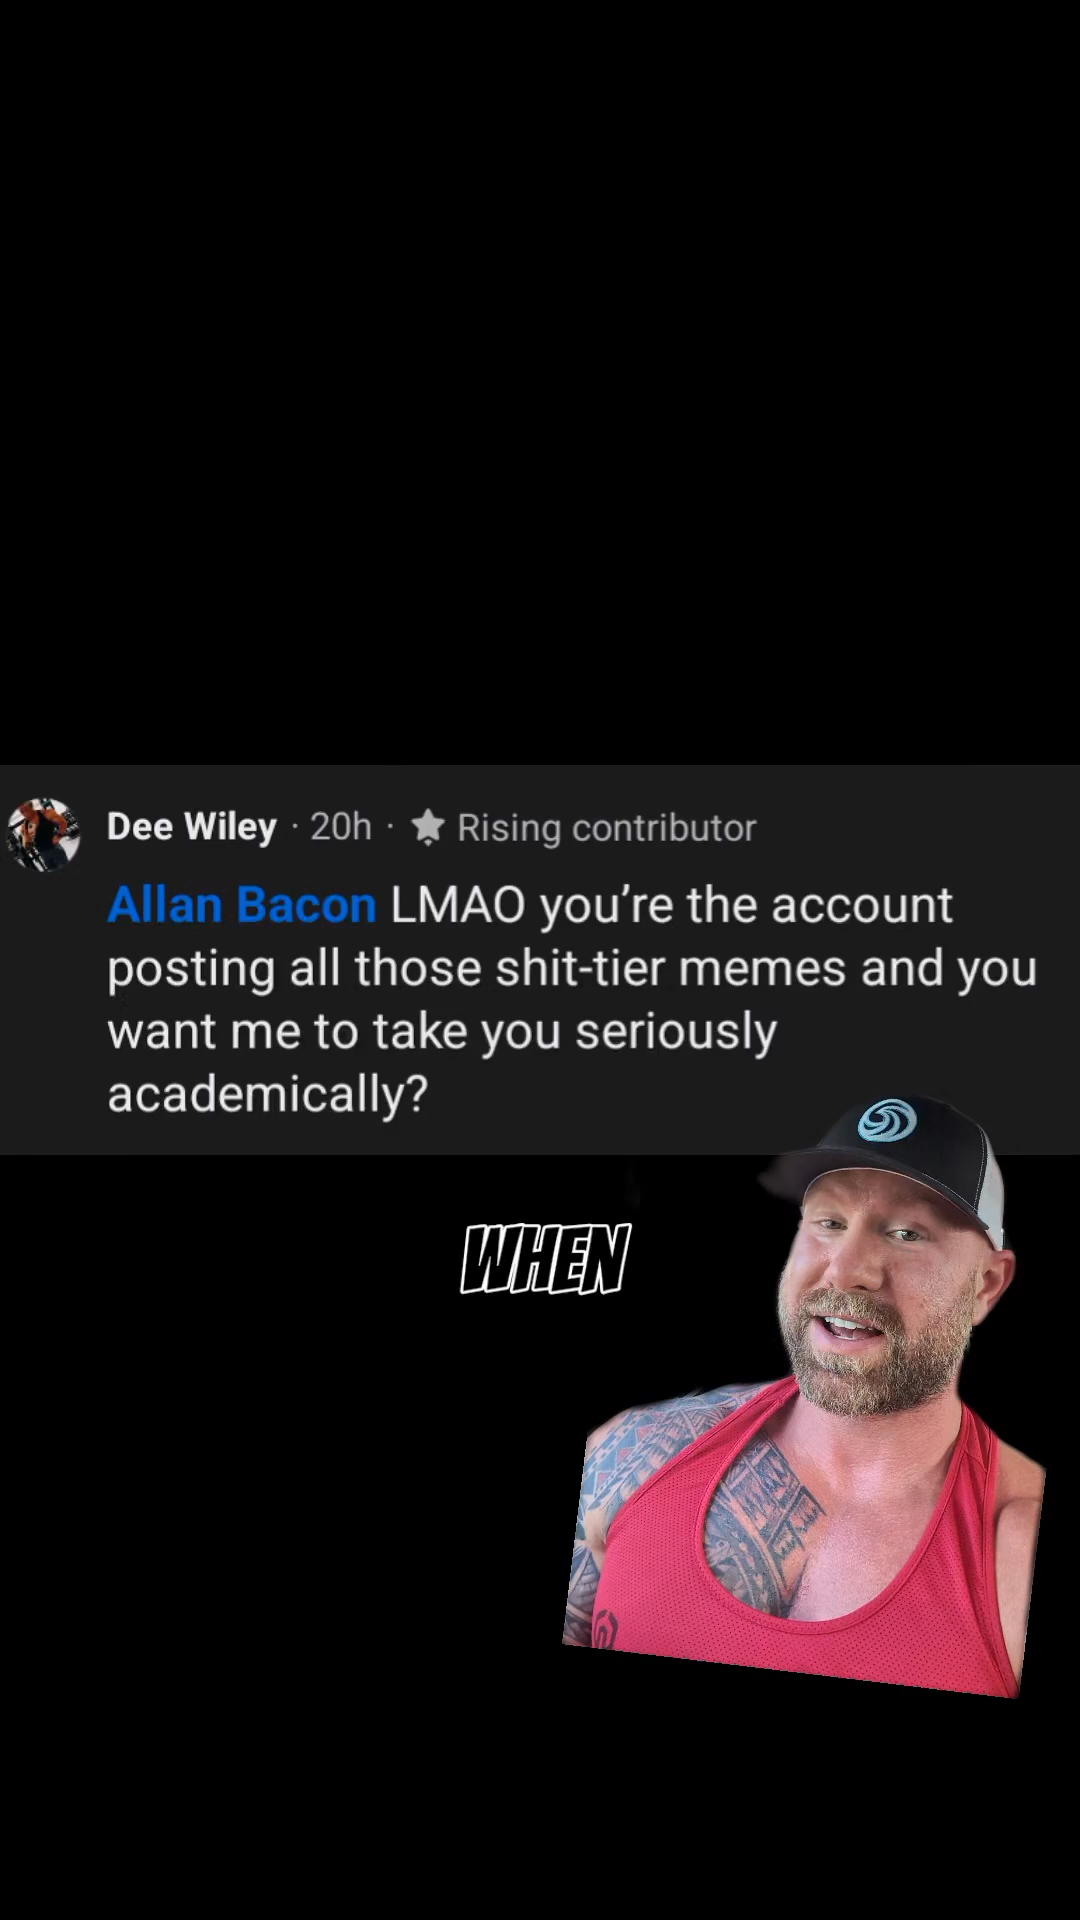 Dee Wiley · 20h · Rising contributor
Allan Bacon LMAO you’re the account
posting all those shit-tier memes and you
want me to take you seriously
academically?
WHEN